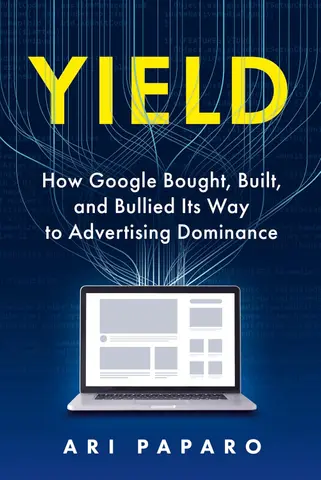 YIELD
How Google Bought, Built,
and Bullied Its Way
to Advertising Dominance
ARI PAPARO